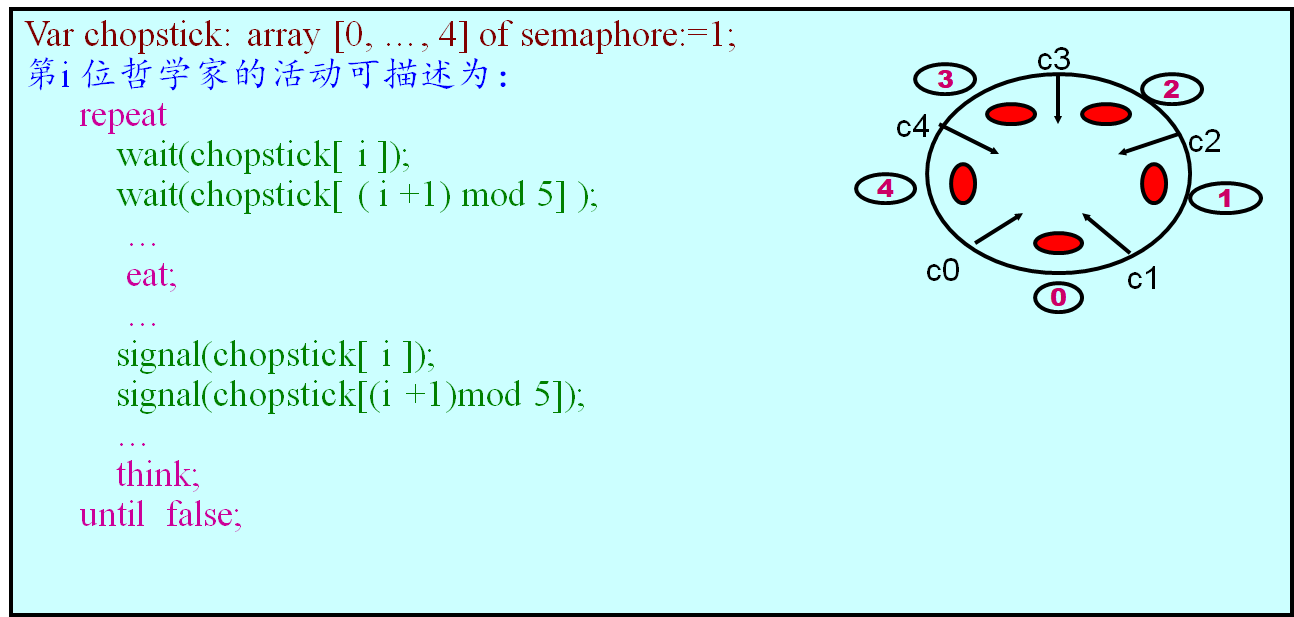 Var chopstick: array [0, …, 4] of semaphore:=1;
第i 位哲学家的活动可描述为：
repeat
wait(chopstick[ i ]);
wait(chopstick[ ( i +1) mod 5] );
…
eat;
…
signal(chopstick[ i ]);
signal(chopstick[(i +1)mod 5]);
…
think;
until false;
c3
3
2
c4
c2
4
1
c0
c1
0